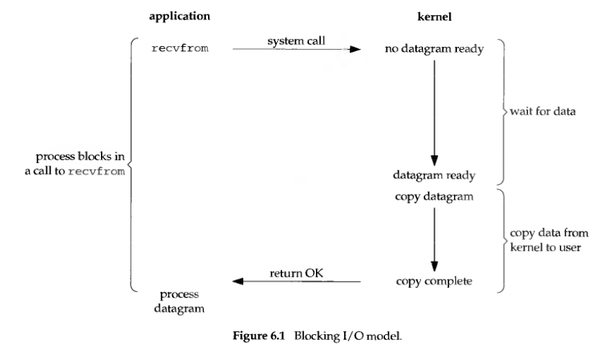 application
kernel
system call
recvfrom
no datagram ready
wait for data
process blocks in
a call to recvfrom
datagram ready
copy datagram
copy data from
kernel to user
return OK
copy complete
process
datagram
Figure 6.1 Blocking I/O model.